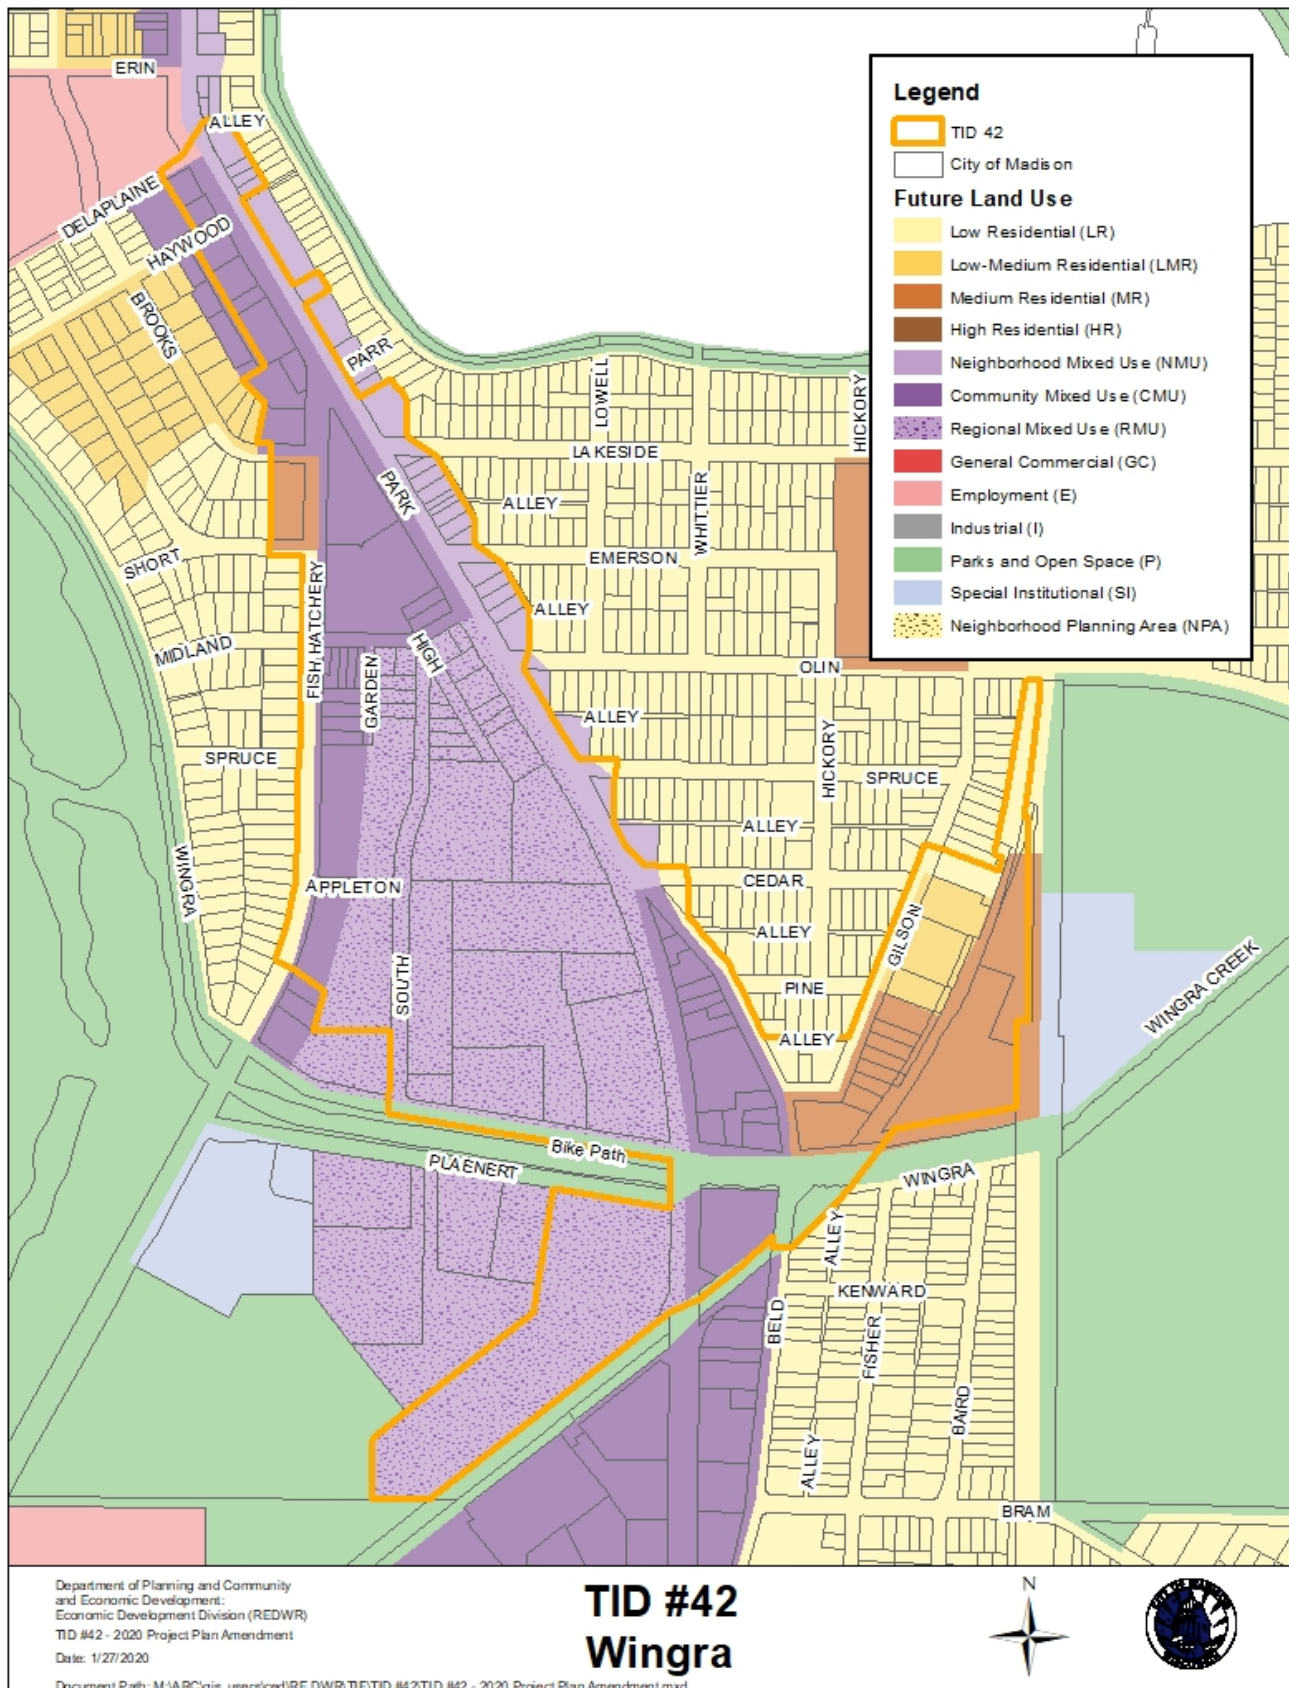 ERIN
ALLEY
DELAPLAINE
HAYWOOD
BROOKS
PARR
LOWELL
HICKORY
LAKESIDE
PARK
ALLEY
WHITTIER
EMERSON
SHORT
FISH HATCHERY
ALLEY
MIDLAND
HIGH
GARDEN
OLIN
ALLEY
HICKORY
SPRUCE
SPRUCE
ALLEY
WINGRA
APPLETON
CEDAR
ALLEY
GILSON
SOUTH
PINE
WINGRA CREEK
ALLEY
Bike Path
PLAENERT
WINGRA
ALLEY
KENWARD
BELD
FISHER
BAIRD
ALLEY
BRAM
Legend
TID 42
City of Madison
Future Land Use
Low Residential (LR)
Low-Medium Residential (LMR)
Medium Residential (MR)
High Residential (HR)
Neighborhood Mixed Use (NMU)
Community Mixed Use (CMU)
Regional Mixed Use (RMU)
General Commercial (GC)
Employment (E)
Industrial (I)
Parks and Open Space (P)
Special Institutional (SI)
Neighborhood Planning Area (NPA)
Department of Planning and Community
and Economic Development:
Economic Development Division (REDWR)
TID #42 - 2020 Project Plan Amendment
Date: 1/27/2020
TID #42
Wingra
N